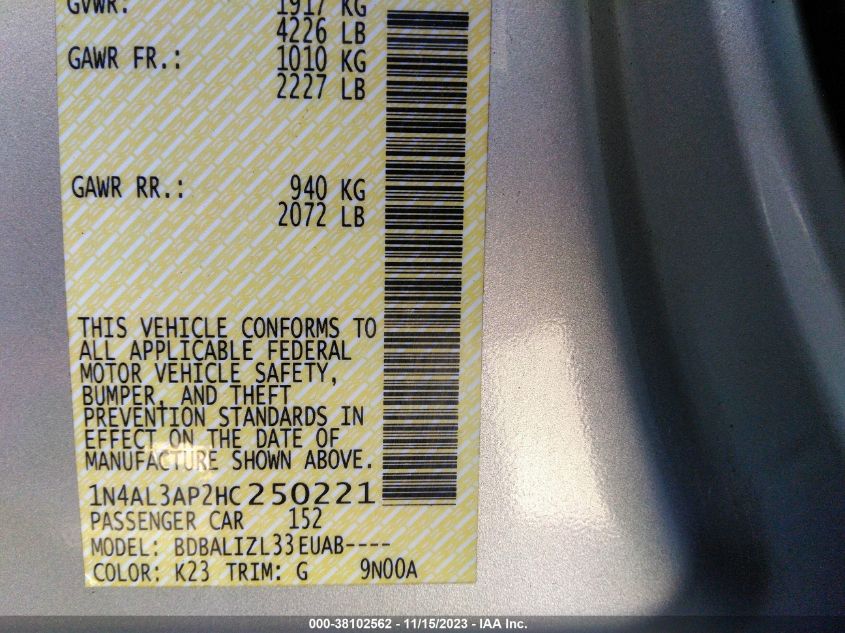 GVWR: 1917 KG
4226 LB
GAWR FR.: 1010 KG
2227 LB
GAWR RR.: 940 KG
2072 LB
THIS VEHICLE CONFORMS TO
ALL APPLICABLE FEDERAL
MOTOR VEHICLE SAFETY,
BUMPER, AND THEFT
PREVENTION STANDARDS IN
EFFECT ON THE DATE OF
MANUFACTURE SHOWN ABOVE.
1N4AL3AP2HC250221
PASSENGER CAR 152
MODEL: BDBALIZL33EUAB----
COLOR: K23 TRIM: G 9N00A
000-38102562 - 11/15/2023 - IAA Inc.